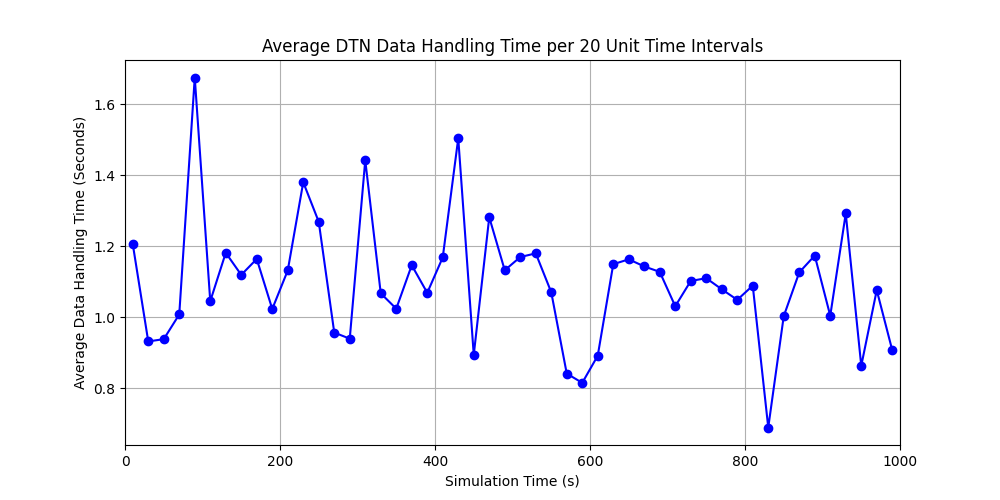 Average DTN Data Handling Time per 20 Unit Time Intervals
Average Data Handling Time (Seconds)
1.6
1.4
1.2
1.0
0.8
0 200 400 600 800 1000
Simulation Time (s)